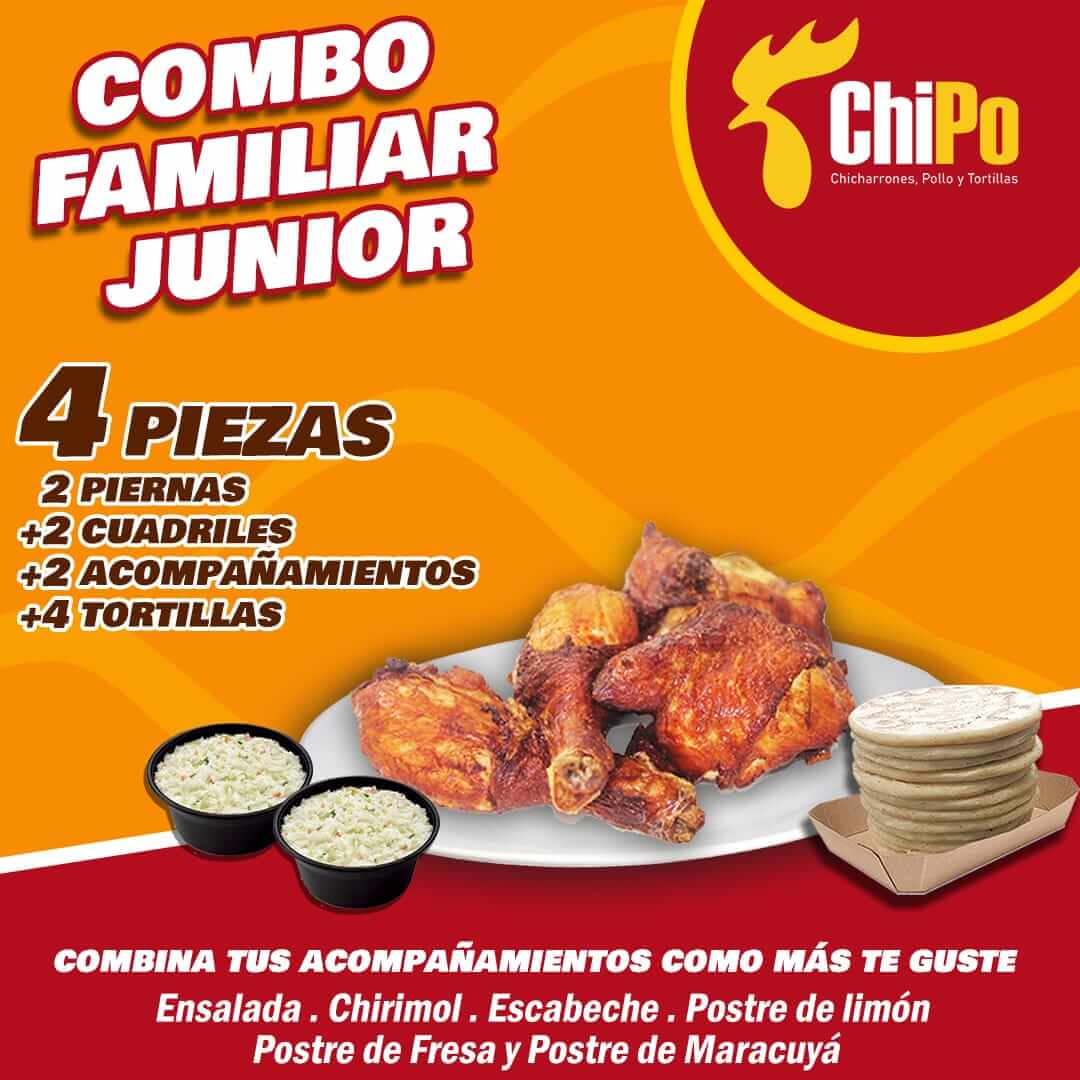 COMBO
FAMILIAR
JUNIOR
ChiPo
Chicharrones, Pollo y Tortillas
4 PIEZAS
2 PIERNAS
+2 CUADRILES
+2 ACOMPAÑAMIENTOS
+4 TORTILLAS
COMBINA TUS ACOMPAÑAMIENTOS COMO MÁS TE GUSTE
Ensalada . Chirimol . Escabeche . Postre de limón
Postre de Fresa y Postre de Maracuyá